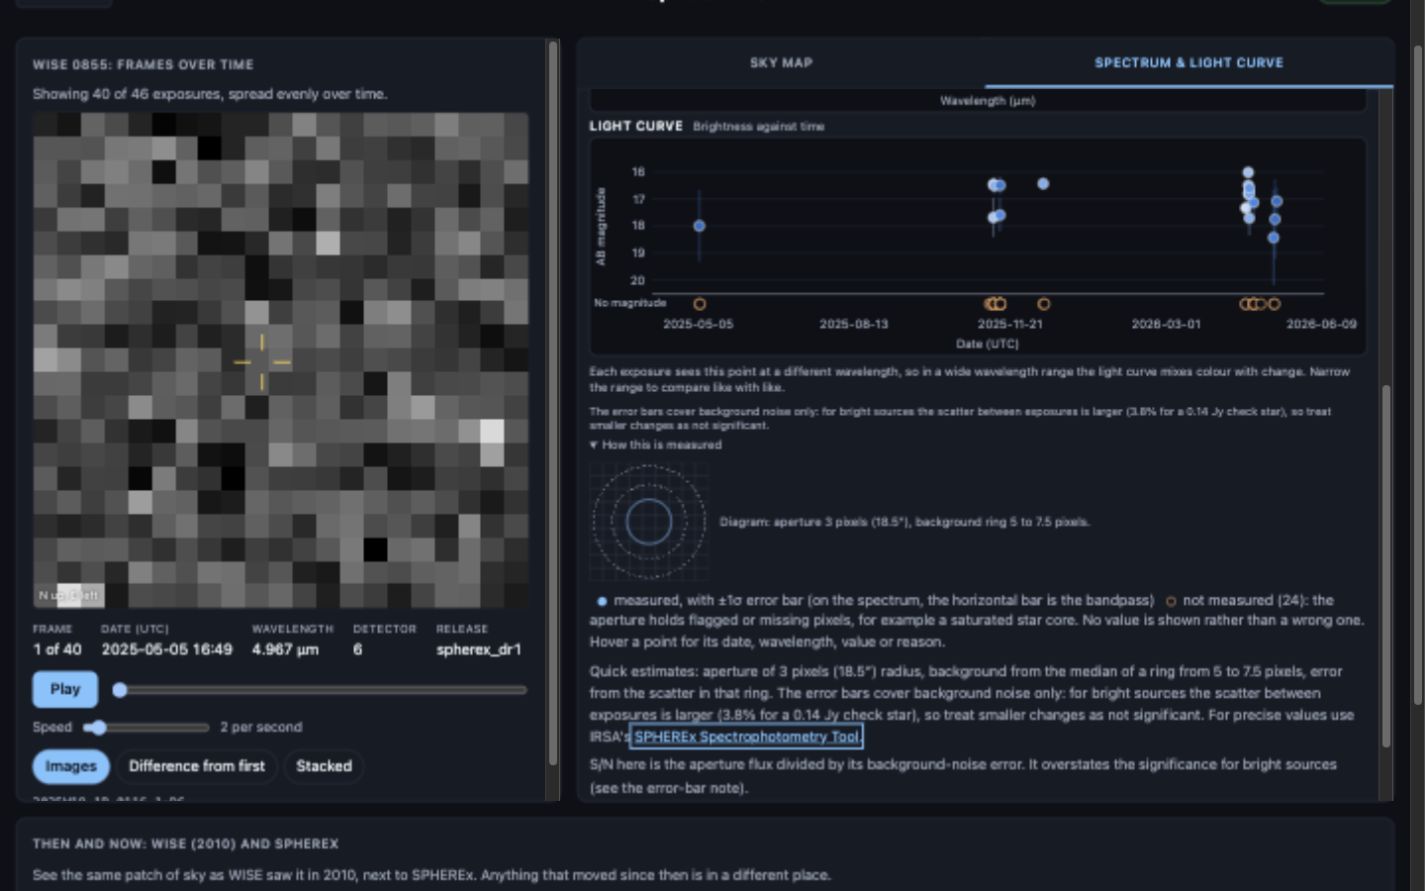 WISE 0855: FRAMES OVER TIME
Showing 40 of 46 exposures, spread evenly over time.
N up, E left
FRAME DATE (UTC) WAVELENGTH DETECTOR RELEASE
1 of 40 2025-05-05 16:49 4.967 µm 6 spherex_dr1
Play
Speed 2 per second
Images Difference from first Stacked
SKY MAP SPECTRUM & LIGHT CURVE
Wavelength (µm)
LIGHT CURVE Brightness against time
16
17
18
19
20
AB magnitude
No magnitude
2025-05-05 2025-08-13 2025-11-21 2026-03-01 2026-06-09
Date (UTC)
Each exposure sees this point at a different wavelength, so in a wide wavelength range the light curve mixes colour with change. Narrow
the range to compare like with like.
The error bars cover background noise only: for bright sources the scatter between exposures is larger (3.8% for a 0.14 Jy check star), so treat
smaller changes as not significant.
▼ How this is measured
Diagram: aperture 3 pixels (18.5″), background ring 5 to 7.5 pixels.
measured, with ±1σ error bar (on the spectrum, the horizontal bar is the bandpass) not measured (24): the
aperture holds flagged or missing pixels, for example a saturated star core. No value is shown rather than a wrong one.
Hover a point for its date, wavelength, value or reason.
Quick estimates: aperture of 3 pixels (18.5″) radius, background from the median of a ring from 5 to 7.5 pixels, error
from the scatter in that ring. The error bars cover background noise only: for bright sources the scatter between
exposures is larger (3.8% for a 0.14 Jy check star), so treat smaller changes as not significant. For precise values use
IRSA's SPHEREx Spectrophotometry Tool.
S/N here is the aperture flux divided by its background-noise error. It overstates the significance for bright sources
(see the error-bar note).
THEN AND NOW: WISE (2010) AND SPHEREX
See the same patch of sky as WISE saw it in 2010, next to SPHEREx. Anything that moved since then is in a different place.